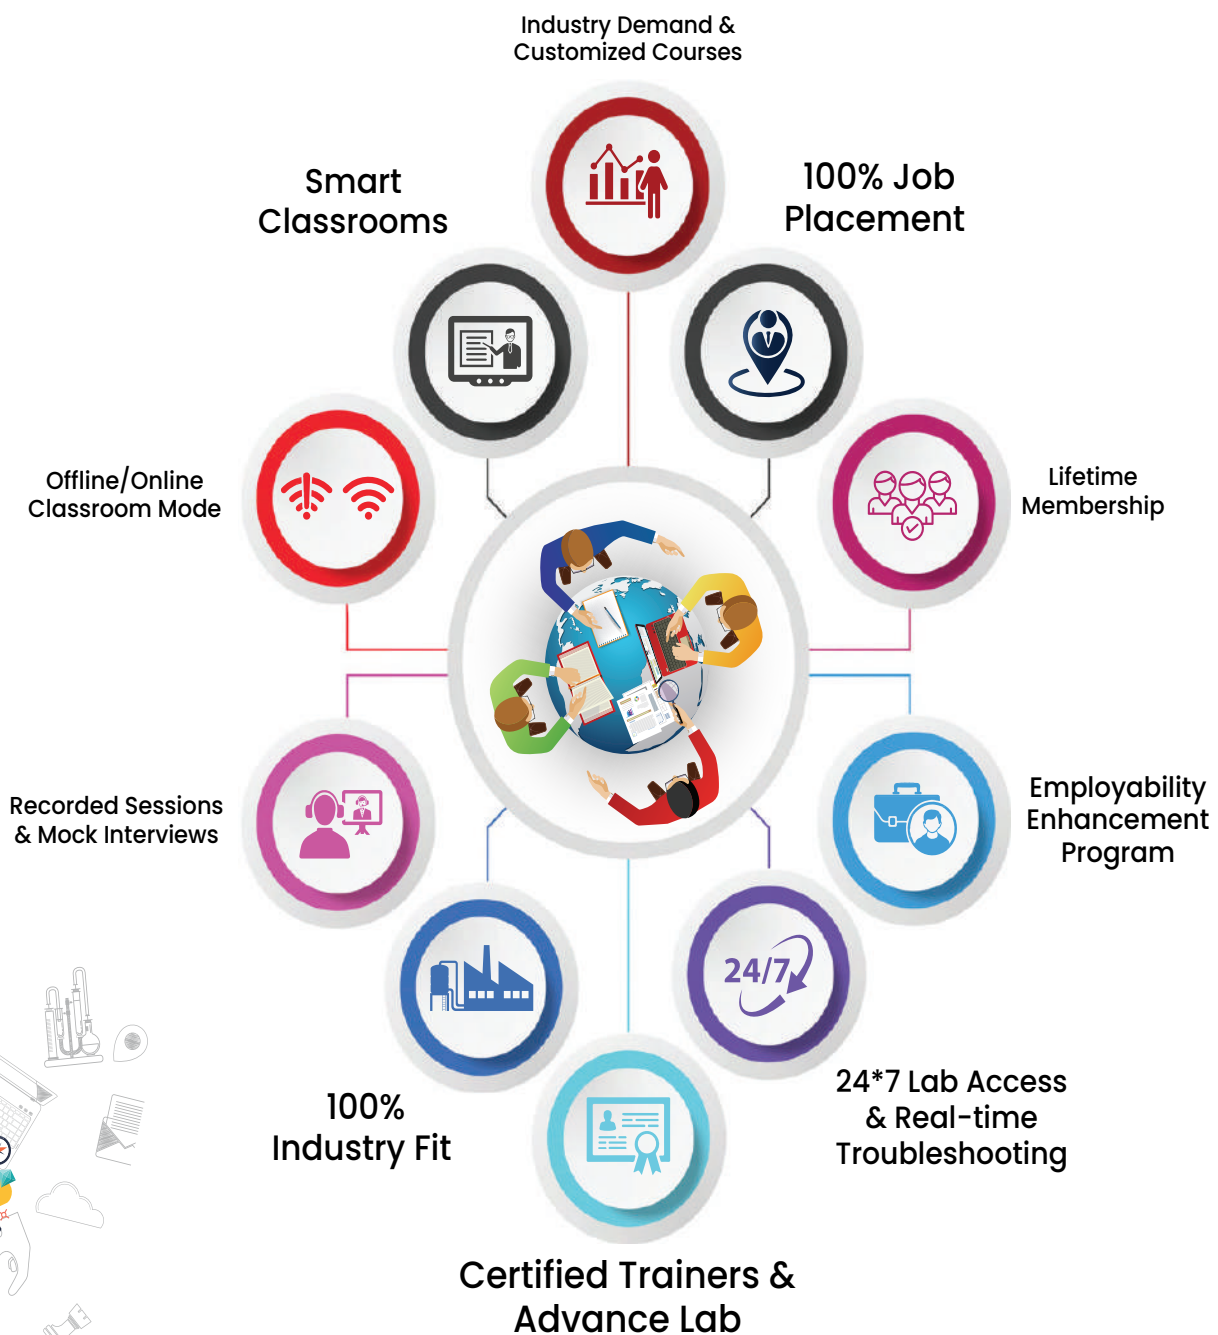 Industry Demand &
Customized Courses
Smart
Classrooms
100% Job
Placement
Offline/Online
Classroom Mode
Lifetime
Membership
Recorded Sessions
& Mock Interviews
Employability
Enhancement
Program
24/7
100%
Industry Fit
24*7 Lab Access
& Real-time
Troubleshooting
Certified Trainers &
Advance Lab